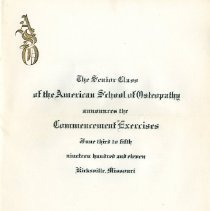 ASO
The Senior Class
of the American School of Osteopathy
announces the
Commencement Exercises
June third to fifth
nineteen hundred and eleven
Kirksville, Missouri